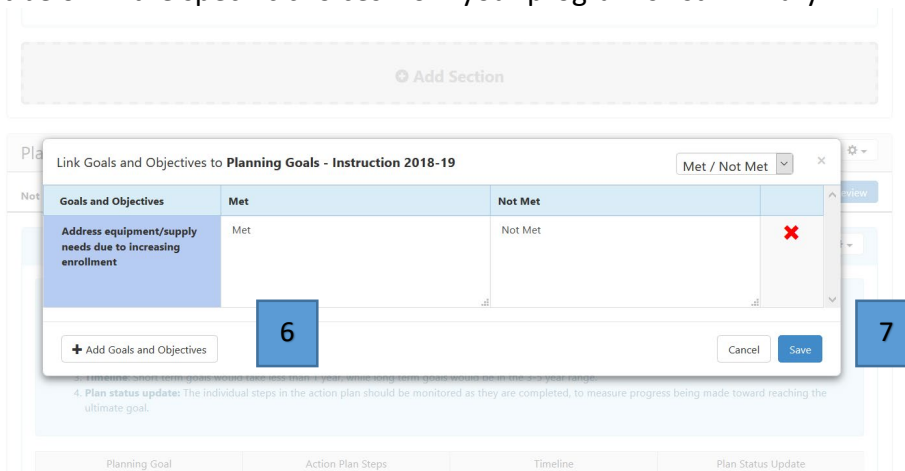 Add Section
Link Goals and Objectives to Planning Goals - Instruction 2018-19
Met / Not Met
×
Pla
Not
eview
Goals and Objectives Met Not Met
Address equipment/supply Met Not Met
needs due to increasing
enrollment
6
7
+ Add Goals and Objectives
Cancel Save
3. Timeline: Short term goals would take less than 1 year, while long term goals would be in the 3-5 year range.
4. Plan status update: The individual steps in the action plan should be monitored as they are completed, to measure progress being made toward reaching the
ultimate goal.
Planning Goal Action Plan Steps Timeline Plan Status Update